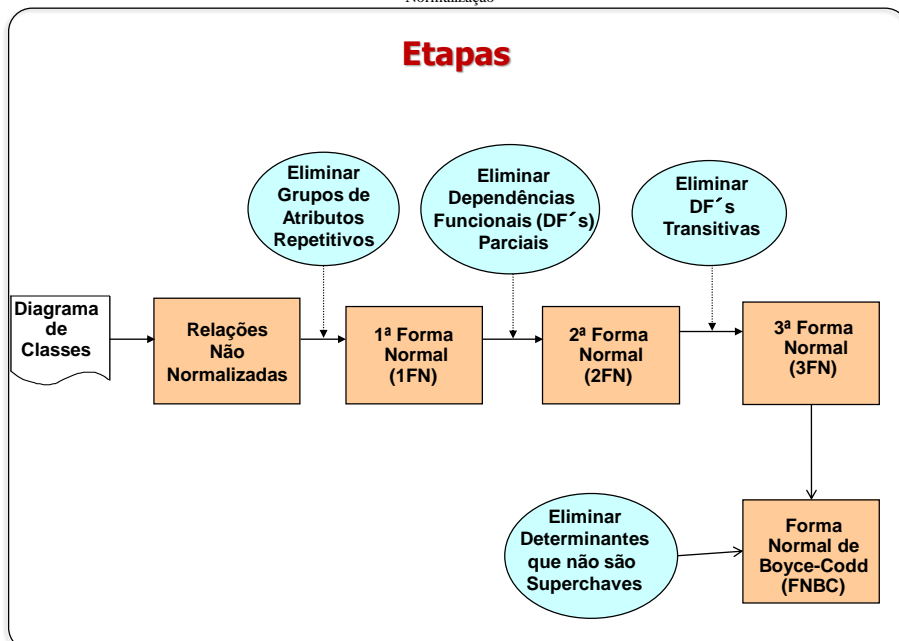 Normalização
Etapas
Eliminar
Grupos de
Atributos
Repetitivos
Eliminar
Dependências
Funcionais (DF´s)
Parciais
Eliminar
DF´s
Transitivas
Diagrama
de
Classes
Relações
Não
Normalizadas
1ª Forma
Normal
(1FN)
2ª Forma
Normal
(2FN)
3ª Forma
Normal
(3FN)
Eliminar
Determinantes
que não são
Superchaves
Forma
Normal de
Boyce-Codd
(FNBC)